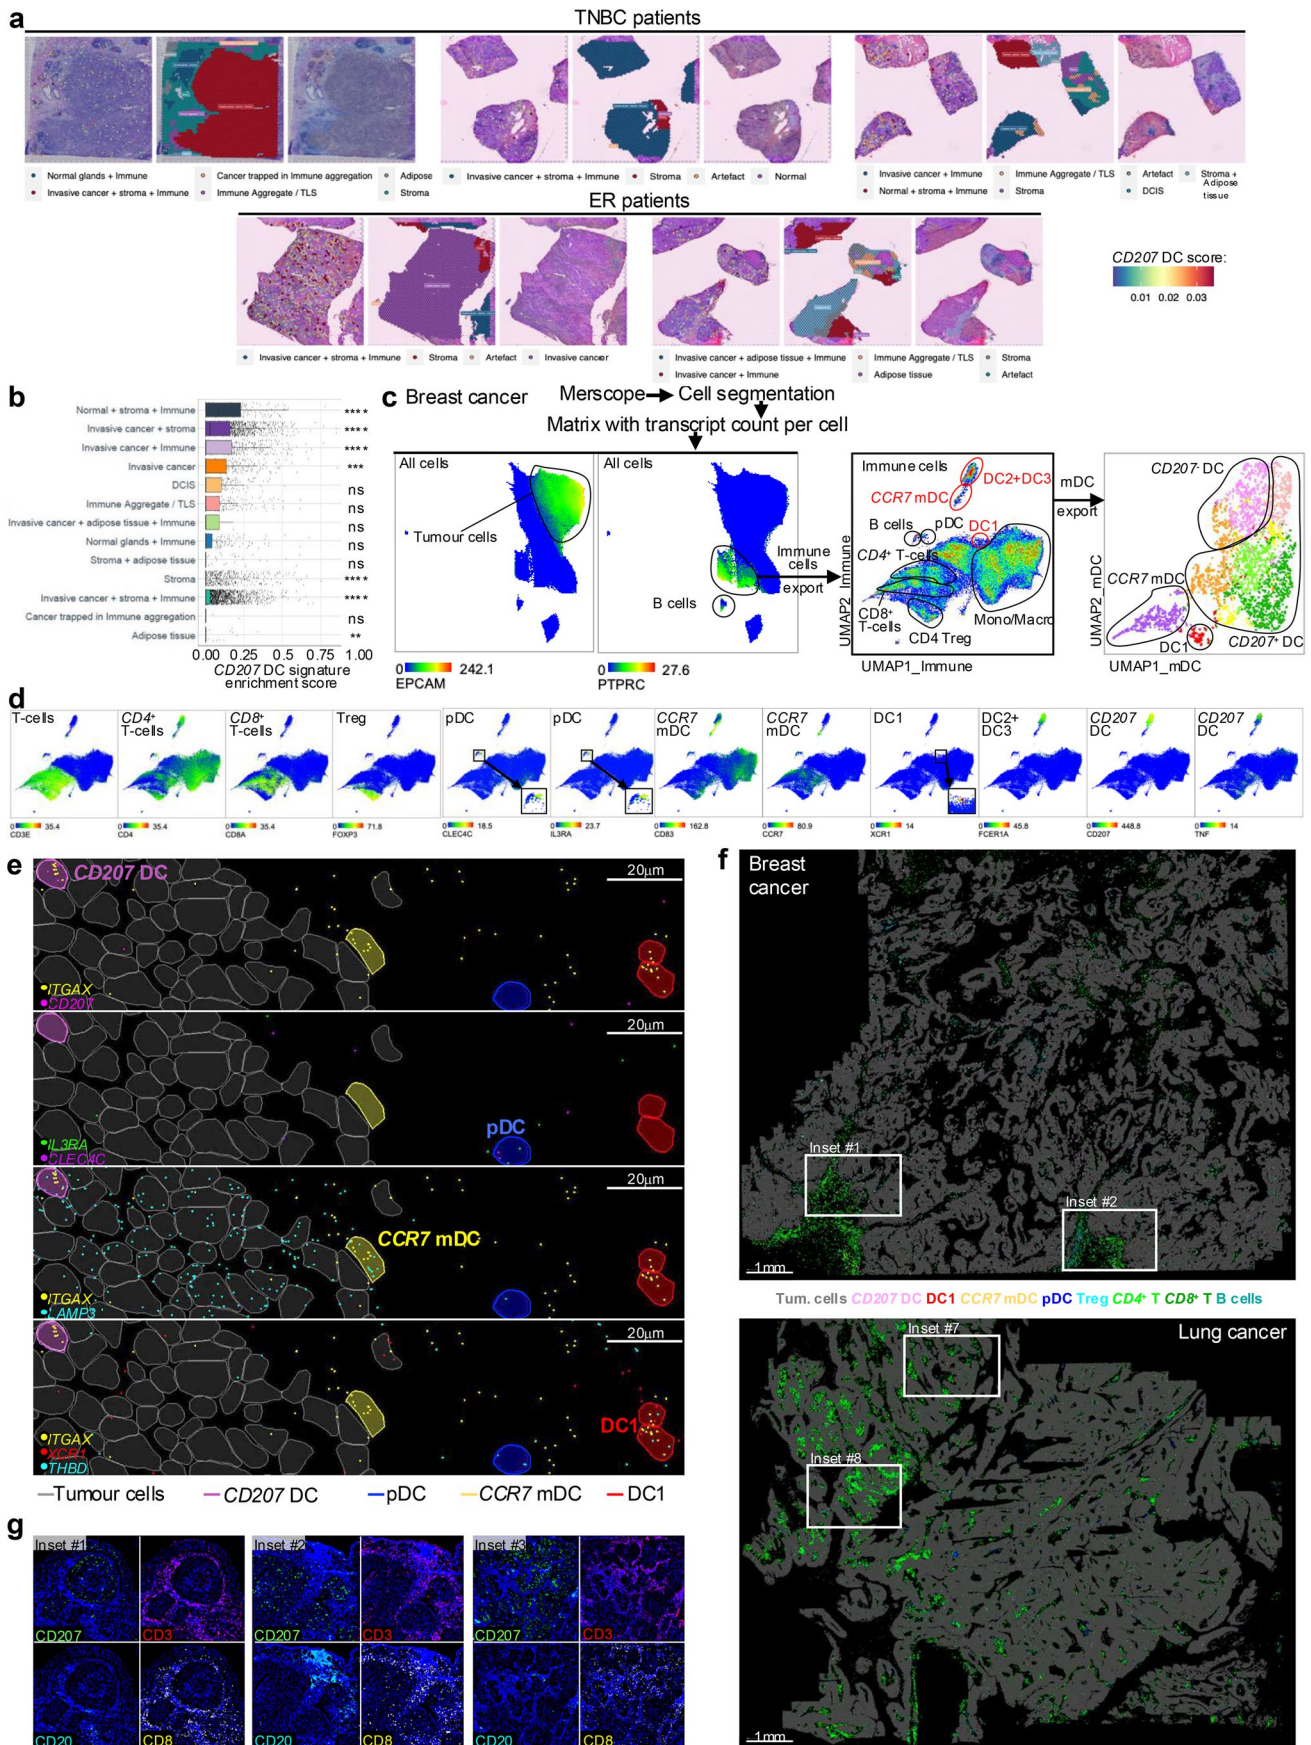 a
TNBC patients
Normal glands + Immune
Cancer trapped in Immune aggregation
Adipose
Invasive cancer + stroma + Immune
Immune Aggregate / TLS
Stroma
Invasive cancer + stroma + Immune
Stroma
Artefact
Normal
Invasive cancer + Immune
Immune Aggregate / TLS
Artefact
Stroma + Adipose tissue
Normal + stroma + Immune
Stroma
DCIS
ER patients
CD207 DC score:
0.01 0.02 0.03
Invasive cancer + stroma + Immune
Stroma
Artefact
Invasive cancer
Invasive cancer + adipose tissue + Immune
Immune Aggregate / TLS
Stroma
Invasive cancer + Immune
Adipose tissue
Artefact
b
Normal + stroma + Immune ****
Invasive cancer + stroma ****
Invasive cancer + Immune ****
Invasive cancer ***
DCIS ns
Immune Aggregate / TLS ns
Invasive cancer + adipose tissue + Immune ns
Normal glands + Immune ns
Stroma + adipose tissue ns
Stroma ****
Invasive cancer + stroma + Immune ****
Cancer trapped in Immune aggregation ns
Adipose tissue **
0.00 0.25 0.50 0.75 1.00
CD207 DC signature
enrichment score
c
Breast cancer
Merscope
Cell segmentation
Matrix with transcript count per cell
All cells
Tumour cells
0 242.1
EPCAM
All cells
B cells
0 27.6
PTPRC
Immune
cells
export
Immune cells
DC2+DC3
CCR7 mDC
B cells
pDC
DC1
CD4+ T-cells
CD8+
T-cells
CD4 Treg
Mono/Macro
UMAP2_Immune
UMAP1_Immune
mDC
export
CD207- DC
CCR7 mDC
DC1
CD207+ DC
UMAP2_mDC
UMAP1_mDC
d
T-cells
0 35.4
CD3E
CD4+
T-cells
0 35.4
CD4
CD8+
T-cells
0 35.4
CD8A
Treg
0 71.8
FOXP3
pDC
0 18.5
CLEC4C
pDC
0 23.7
IL3RA
CCR7
mDC
0 162.8
CD83
CCR7
mDC
0 80.9
CCR7
DC1
0 14
XCR1
DC2+
DC3
0 45.8
FCER1A
CD207
DC
0 448.8
CD207
CD207
DC
0 14
TNF
e
CD207 DC
20µm
ITGAX
CD207
20µm
pDC
IL3RA
CLEC4C
20µm
CCR7 mDC
ITGAX
LAMP3
20µm
DC1
ITGAX
XCR1
THBD
Tumour cells
CD207 DC
pDC
CCR7 mDC
DC1
f
Breast
cancer
Inset #1
Inset #2
1mm
Tum. cells CD207 DC DC1 CCR7 mDC pDC Treg CD4+ T CD8+ T B cells
Lung cancer
Inset #7
Inset #8
1mm
g
Inset #1
CD207
CD3
CD20
CD8
Inset #2
CD207
CD3
CD20
CD8
Inset #3
CD207
CD3
CD20
CD8